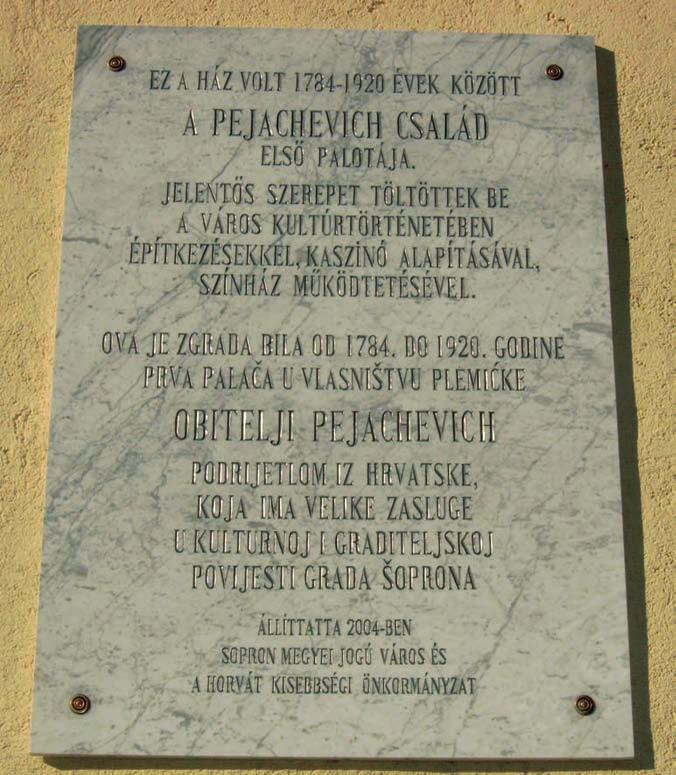 EZ A HÁZ VOLT 1784-1920 ÉVEK KÖZÖTT
A PEJACHEVICH CSALÁD
ELSŐ PALOTÁJA.
JELENTŐS SZEREPET TÖLTÖTTEK BE
A VÁROS KULTÚRTÖRTÉNETÉBEN
ÉPÍTKEZÉSEKKEL, KASZINÓ ALAPÍTÁSÁVAL,
SZÍNHÁZ MŰKÖDTETÉSÉVEL.
OVA JE ZGRADA BILA OD 1784. DO 1920. GODINE
PRVA PALAČA U VLASNIŠTVU PLEMIĆKE
OBITELJI PEJACHEVICH
PODRIJETLOM IZ HRVATSKE,
KOJA IMA VELIKE ZASLUGE
U KULTURNOJ I GRADITELJSKOJ
POVIJESTI GRADA ŠOPRONA
ÁLLÍTTATTA 2004-BEN
SOPRON MEGYEI JOGÚ VÁROS ÉS
A HORVÁT KISEBBSÉGI ÖNKORMÁNYZAT